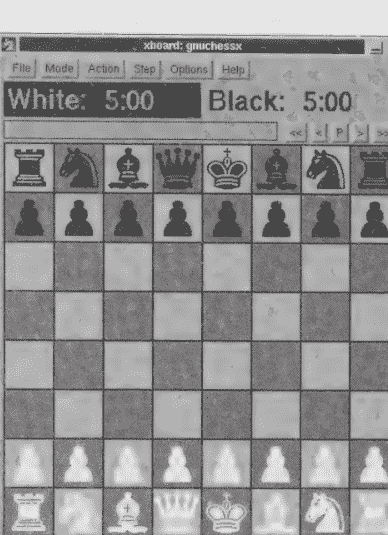 xboard: gnuchessx
File Mode Action Step Options Help
White: 5:00 Black: 5:00
<< < P > >>